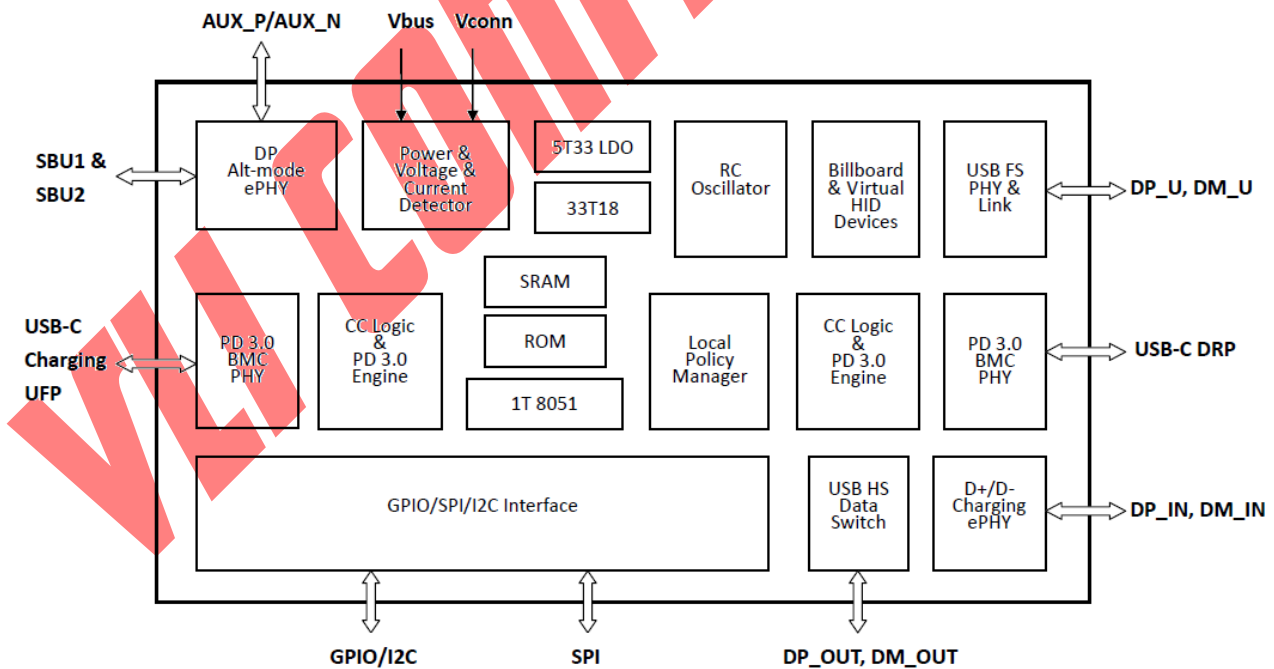 AUX_P/AUX_N
Vbus
Vconn
SBU1 &
SBU2
DP
Alt-mode
ePHY
Power &
Voltage &
Current
Detector
5T33 LDO
33T18
RC
Oscillator
Billboard
& Virtual
HID
Devices
USB FS
PHY &
Link
DP_U, DM_U
USB-C
Charging
UFP
PD 3.0
BMC
PHY
CC Logic
&
PD 3.0
Engine
SRAM
ROM
1T 8051
Local
Policy
Manager
CC Logic
&
PD 3.0
Engine
PD 3.0
BMC
PHY
USB-C DRP
GPIO/SPI/I2C Interface
USB HS
Data
Switch
D+/D-
Charging
ePHY
DP_IN, DM_IN
GPIO/I2C
SPI
DP_OUT, DM_OUT